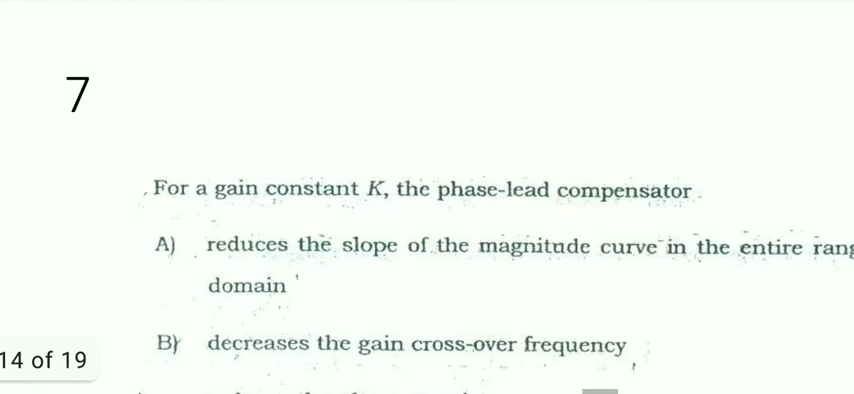 7
For a gain constant K, the phase-lead compensator
A) reduces the slope of the magnitude curve in the entire
domain
B) decreases the gain cross-over frequency
14 of 19